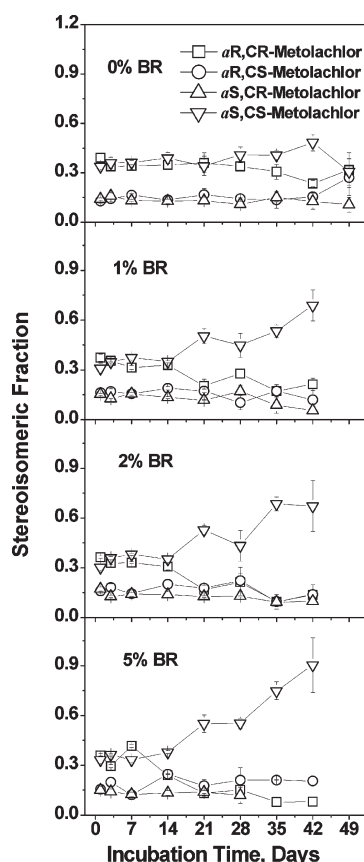 1.2
0% BR
aR,CR-Metolachlor
aR,CS-Metolachlor
aS,CR-Metolachlor
aS,CS-Metolachlor
0.9
0.6
0.3
0.0
1% BR
0.9
0.6
0.3
0.0
2% BR
0.9
0.6
0.3
0.0
5% BR
0.9
0.6
0.3
0.0
Stereoisomeric Fraction
0 7 14 21 28 35 42 49
Incubation Time, Days